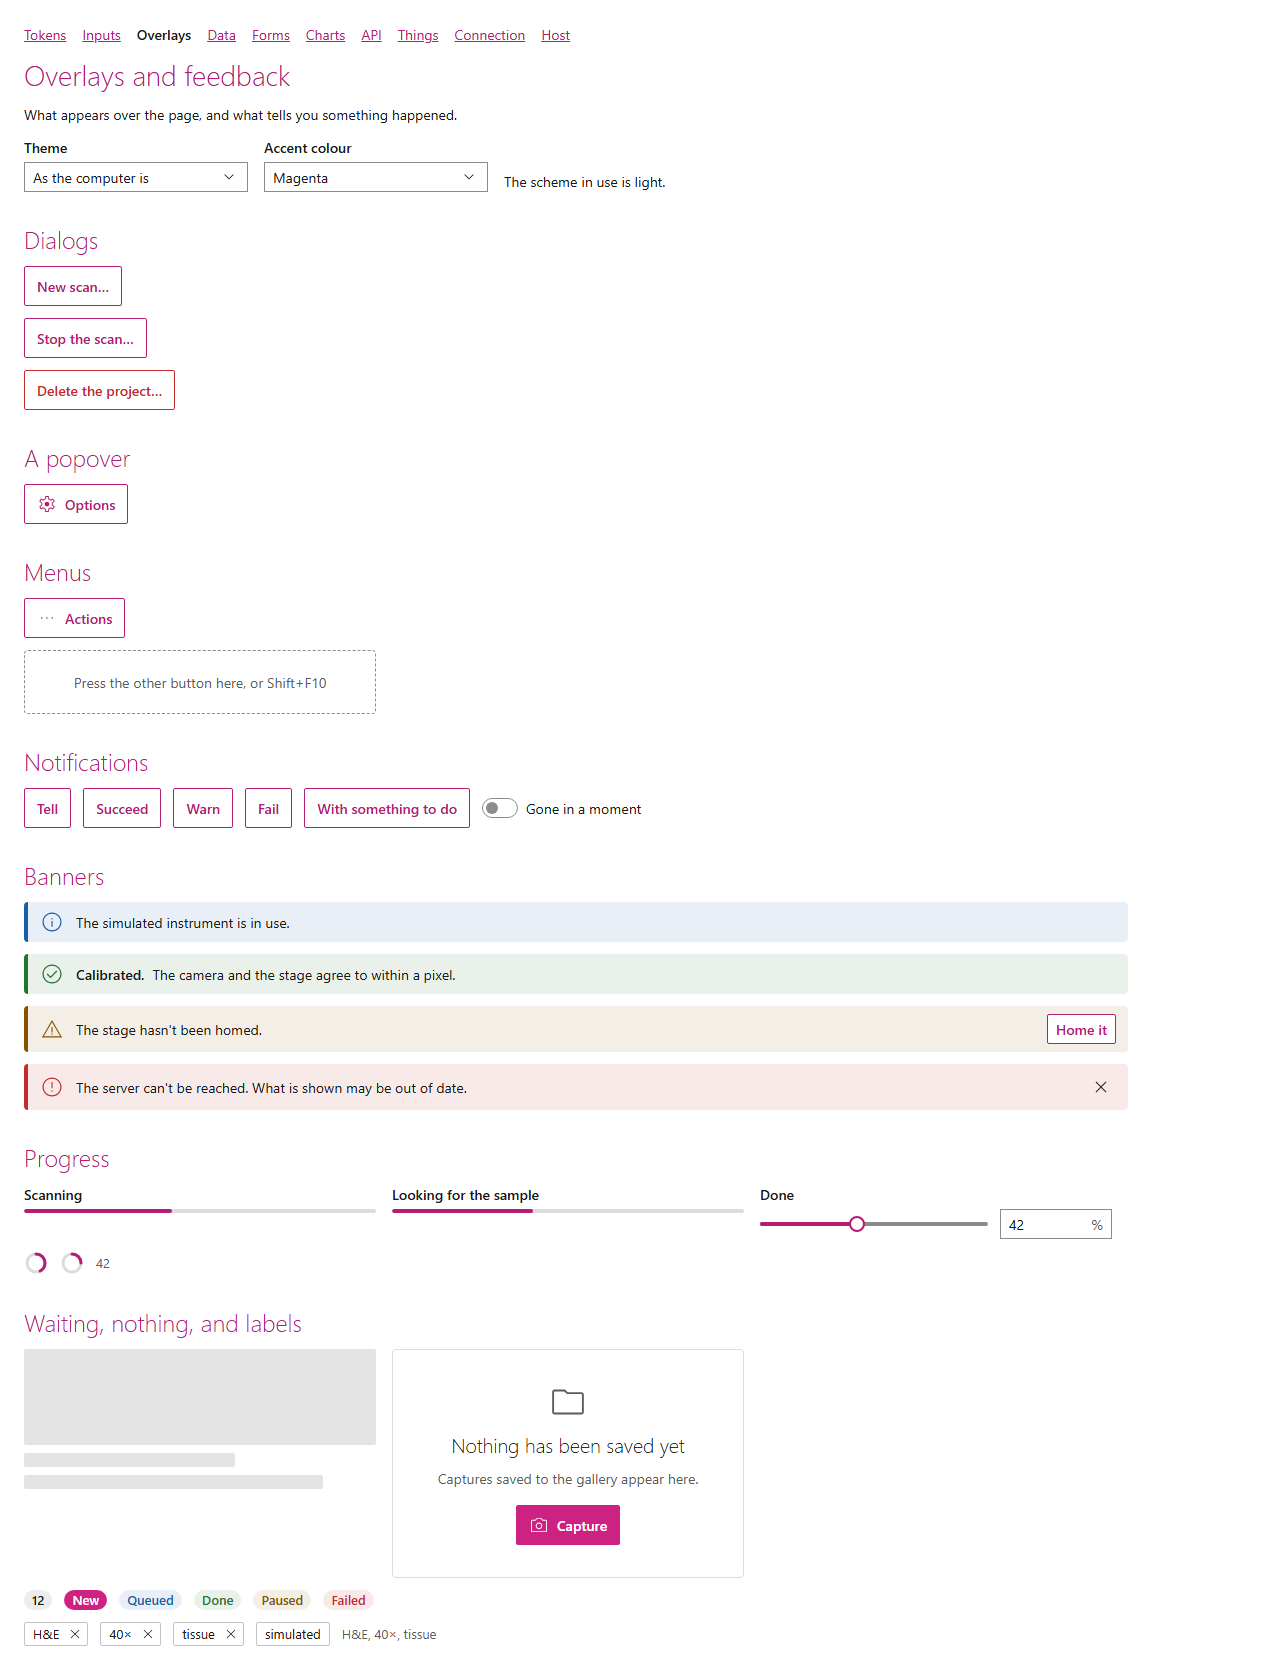 Tokens Inputs Overlays Data Forms Charts API Things Connection Host
Overlays and feedback
What appears over the page, and what tells you something happened.
Theme Accent colour
As the computer is Magenta The scheme in use is light.
Dialogs
New scan...
Stop the scan...
Delete the project...
A popover
Options
Menus
Actions
Press the other button here, or Shift+F10
Notifications
Tell Succeed Warn Fail With something to do Gone in a moment
Banners
The simulated instrument is in use.
Calibrated. The camera and the stage agree to within a pixel.
The stage hasn't been homed. Home it
The server can't be reached. What is shown may be out of date.
Progress
Scanning Looking for the sample Done
42 %
42
Waiting, nothing, and labels
Nothing has been saved yet
Captures saved to the gallery appear here.
Capture
12 New Queued Done Paused Failed
H&E 40× tissue simulated H&E, 40×, tissue